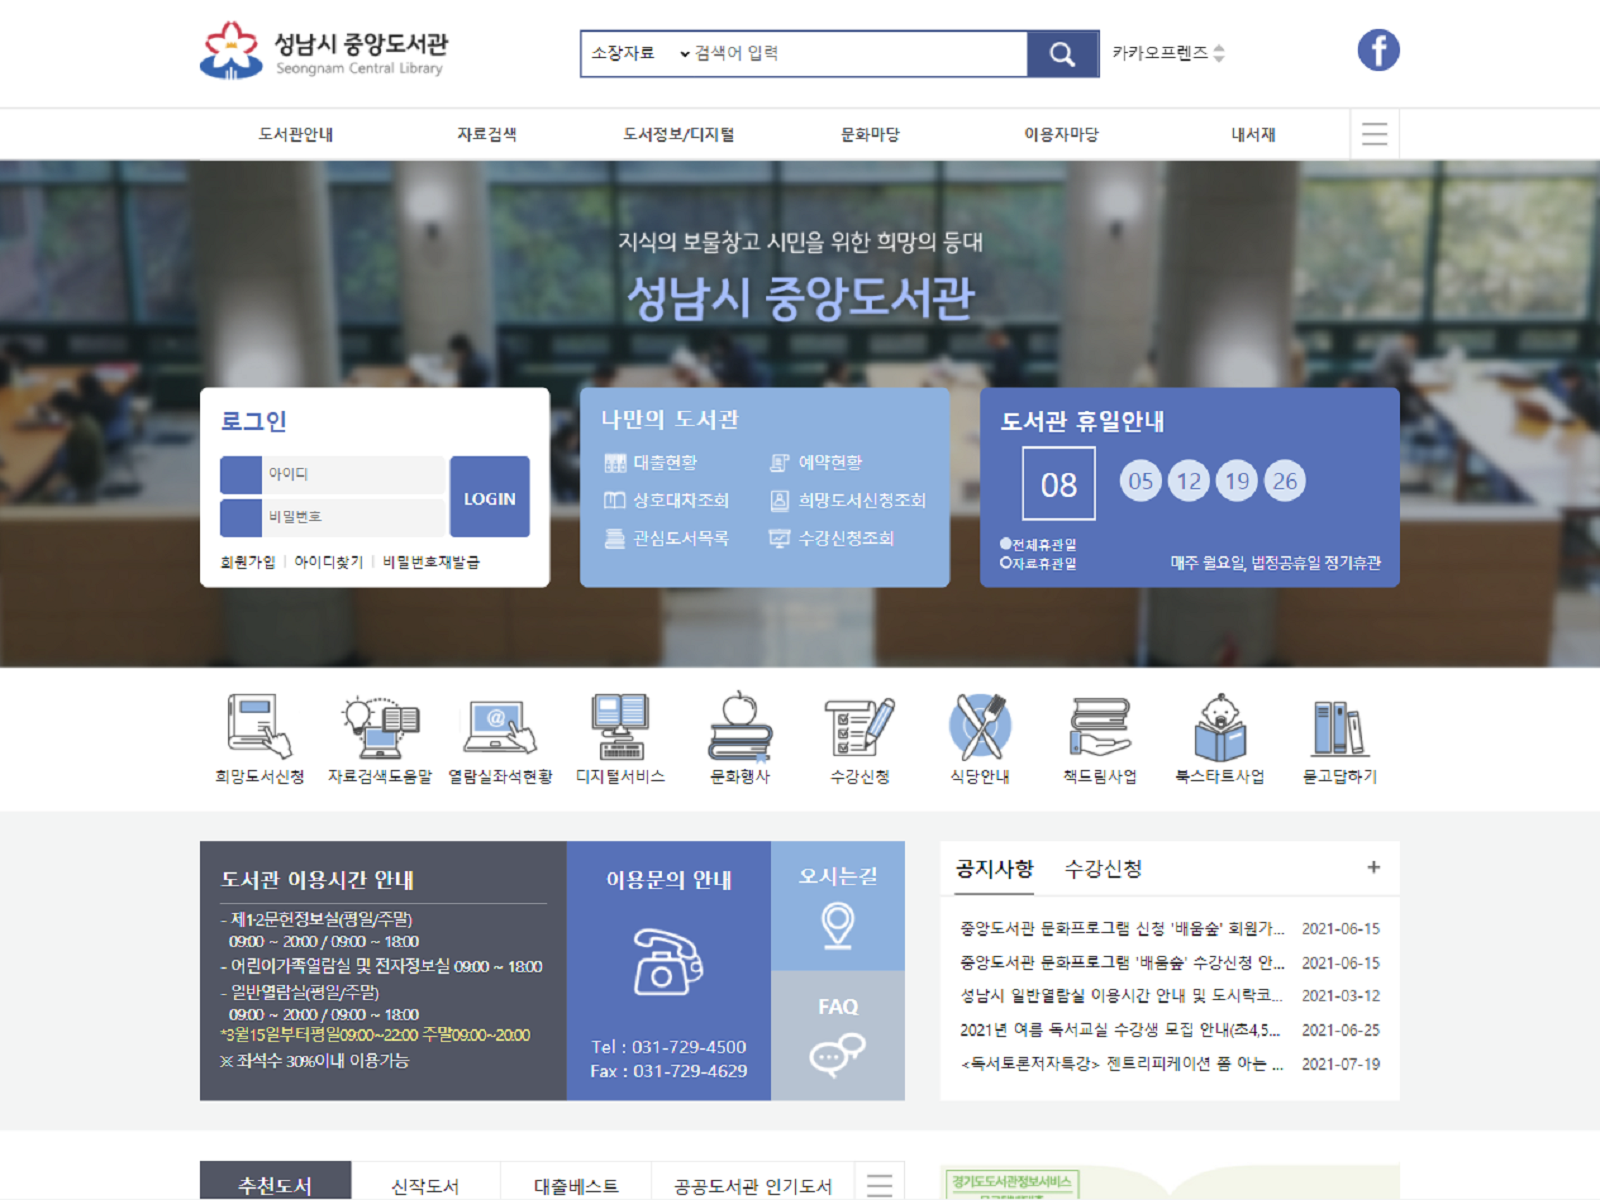 성남시 중앙도서관
Seongnam Central Library
소장자료
검색어 입력
카카오프렌즈
f
도서관안내
자료검색
도서정보/디지털
문화마당
이용자마당
내서재
지식의 보물창고 시민을 위한 희망의 등대
성남시 중앙도서관
로그인
아이디
비밀번호
LOGIN
회원가입
아이디찾기
비밀번호재발급
나만의 도서관
대출현황
예약현황
상호대차조회
희망도서신청조회
관심도서목록
수강신청조회
도서관 휴일안내
08
05
12
19
26
전체휴관일
자료휴관일
매주 월요일, 법정공휴일 정기휴관
희망도서신청
자료검색도움말
열람실좌석현황
디지털서비스
문화행사
수강신청
식당안내
책드림사업
북스타트사업
묻고답하기
도서관 이용시간 안내
- 제1·2문헌정보실(평일/주말)
09:00 ~ 20:00 / 09:00 ~ 18:00
- 어린이가족열람실 및 전자정보실 09:00 ~ 18:00
- 일반열람실(평일/주말)
09:00 ~ 20:00 / 09:00 ~ 18:00
*3월15일부터평일09:00~22:00 주말09:00~20:00
※ 좌석수 30%이내 이용가능
이용문의 안내
Tel : 031-729-4500
Fax : 031-729-4629
오시는길
FAQ
공지사항
수강신청
+
중앙도서관 문화프로그램 신청 '배움숲' 회원가... 2021-06-15
중앙도서관 문화프로그램 '배움숲' 수강신청 안... 2021-06-15
성남시 일반열람실 이용시간 안내 및 도시락코... 2021-03-12
2021년 여름 독서교실 수강생 모집 안내(초4,5... 2021-06-25
<독서토론저자특강> 젠트리피케이션 쫌 아는 ... 2021-07-19
추천도서
신작도서
대출베스트
공공도서관 인기도서
경기도도서관정보서비스